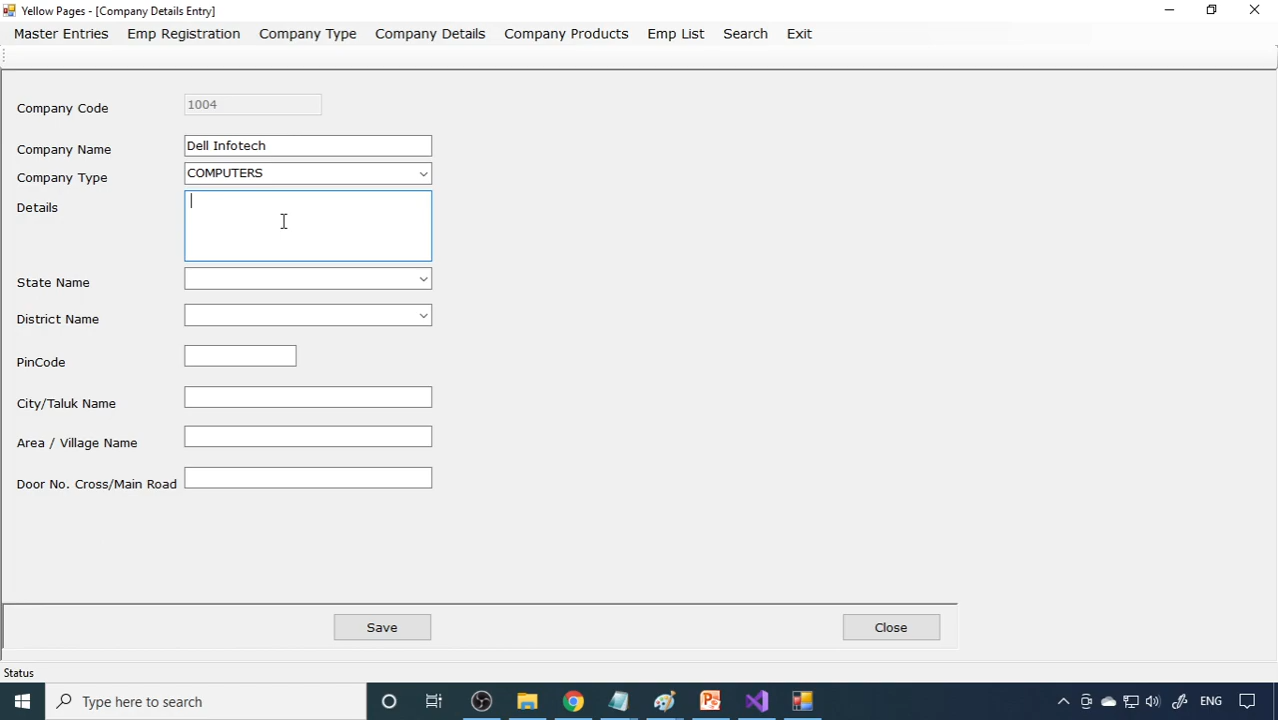 Yellow Pages - [Company Details Entry]
Master Entries Emp Registration Company Type Company Details Company Products Emp List Search Exit
Company Code 1004
Company Name Dell Infotech
Company Type COMPUTERS
Details
State Name
District Name
PinCode
City/Taluk Name
Area / Village Name
Door No. Cross/Main Road
Save Close
Status
Type here to search ENG